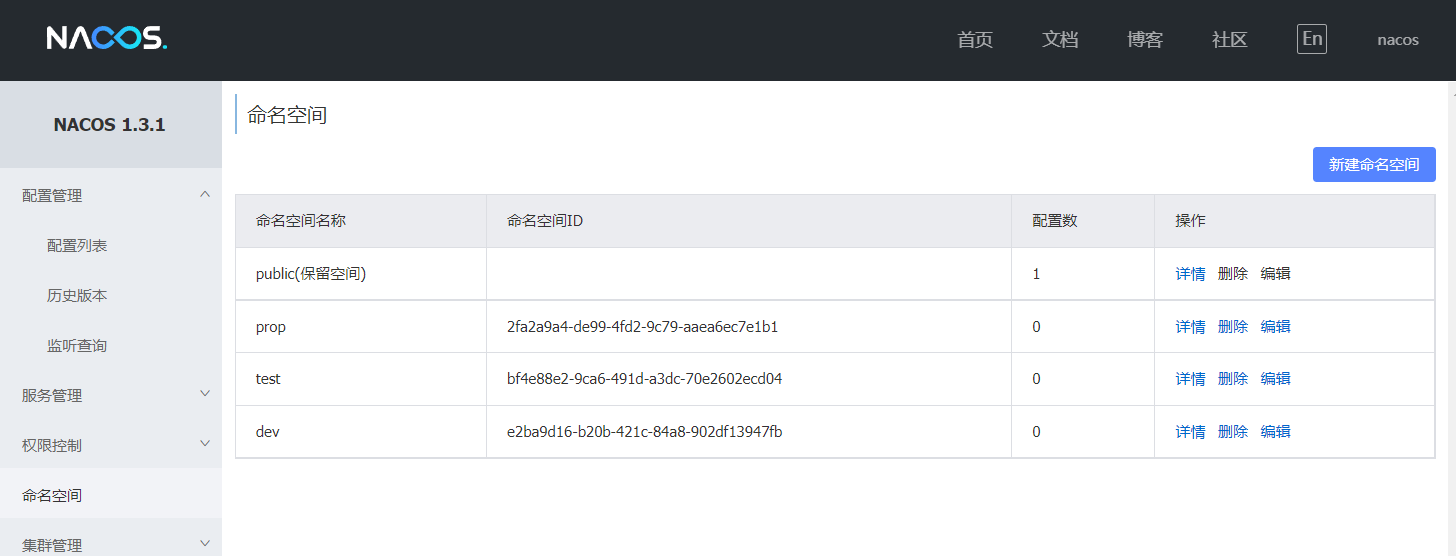 NACOS.
首页 文档 博客 社区 En nacos
NACOS 1.3.1
配置管理
配置列表
历史版本
监听查询
服务管理
权限控制
命名空间
集群管理
命名空间
新建命名空间
命名空间名称 命名空间ID 配置数 操作
public(保留空间) 1 详情 删除 编辑
prop 2fa2a9a4-de99-4fd2-9c79-aaea6ec7e1b1 0 详情 删除 编辑
test bf4e88e2-9ca6-491d-a3dc-70e2602ecd04 0 详情 删除 编辑
dev e2ba9d16-b20b-421c-84a8-902df13947fb 0 详情 删除 编辑